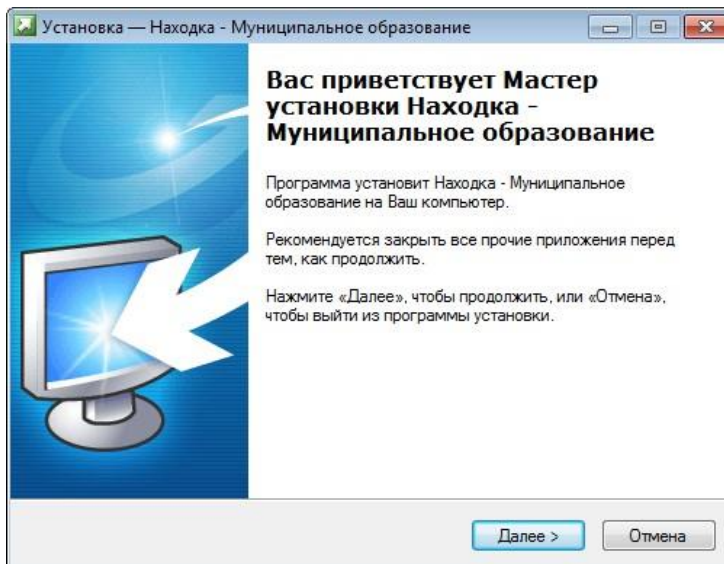 Установка — Находка - Муниципальное образование
Вас приветствует Мастер
установки Находка -
Муниципальное образование
Программа установит Находка - Муниципальное
образование на Ваш компьютер.
Рекомендуется закрыть все прочие приложения перед
тем, как продолжить.
Нажмите «Далее», чтобы продолжить, или «Отмена»,
чтобы выйти из программы установки.
Далее >
Отмена